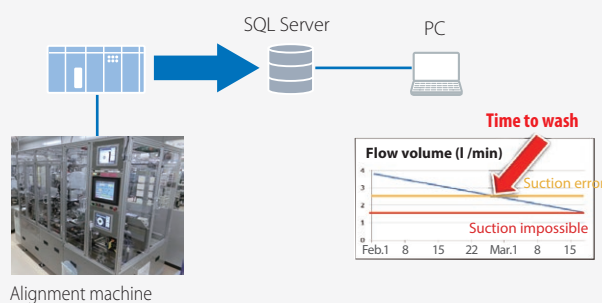 SQL Server
PC
Time to wash
Flow volume (l /min)
4
3
2
1
0
Suction error
Suction impossible
Feb.1 8 15 22 Mar.1 8 15
Alignment machine